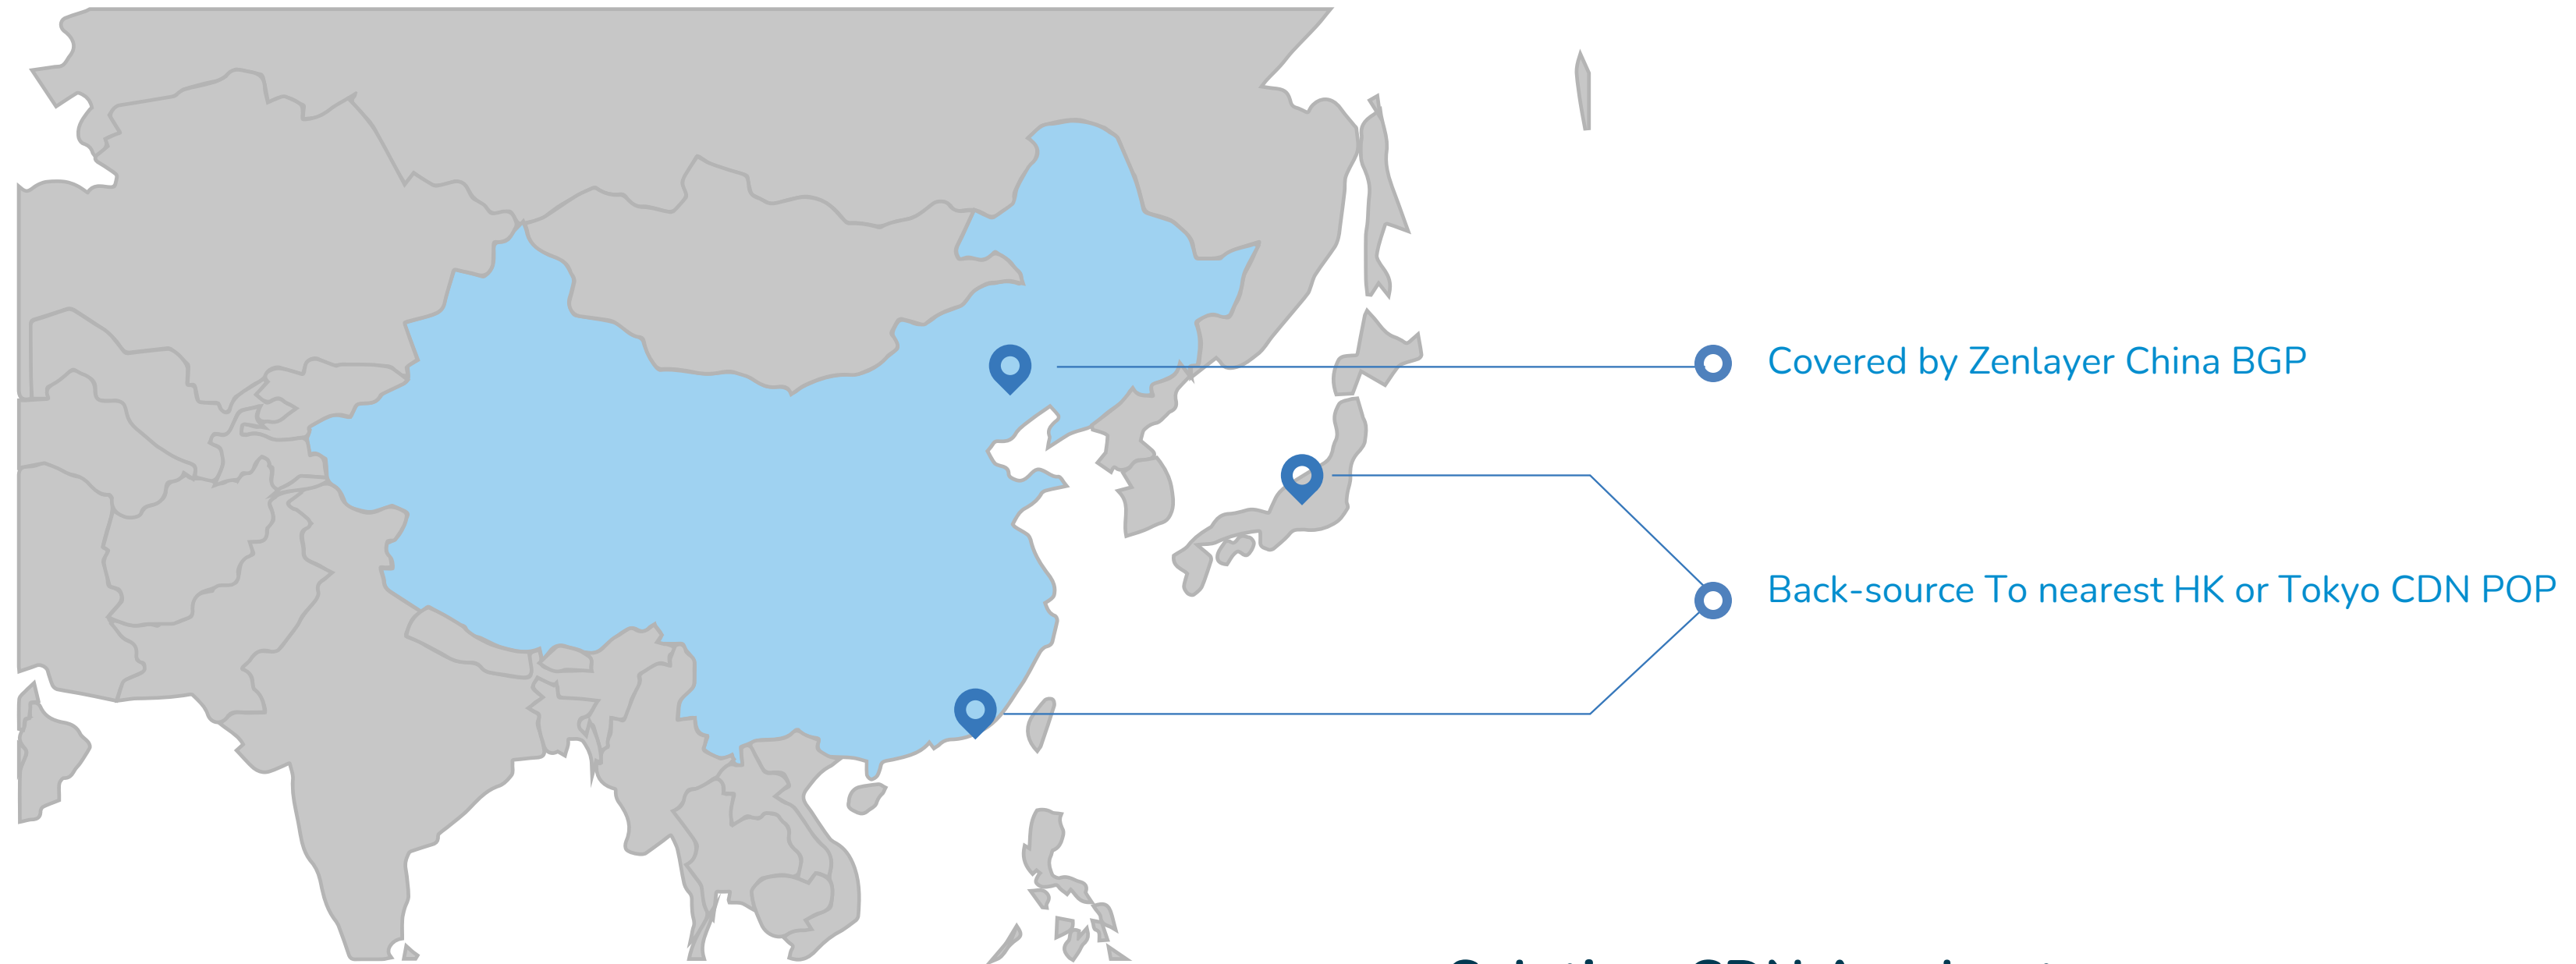 Covered by Zenlayer China BGP
Back-source To nearest HK or Tokyo CDN POP